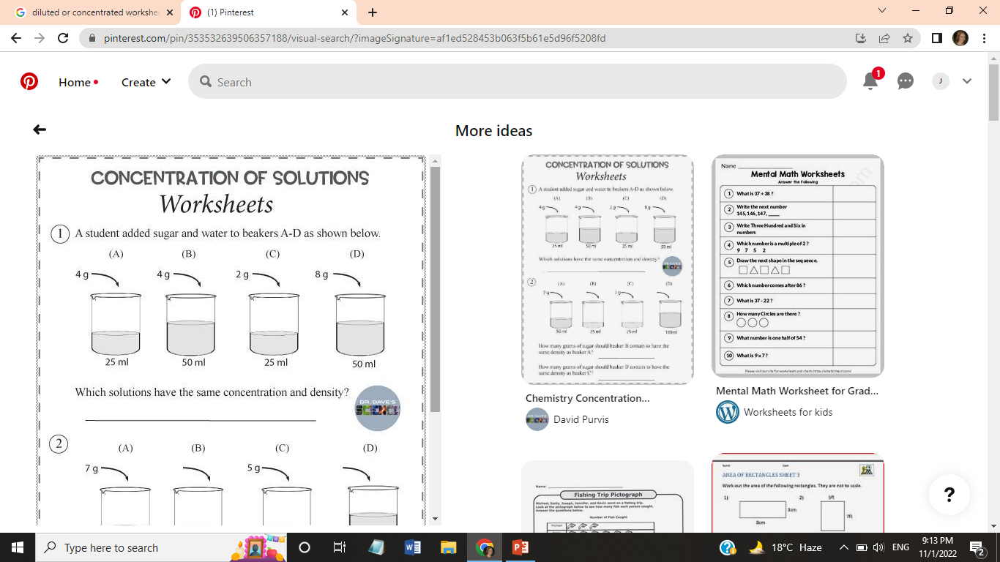 diluted or concentrated workshe
(1) Pinterest
pinterest.com/pin/353532639506357188/visual-search/?imageSignature=af1ed528453b063f5b61e5d96f5208fd
Home
Create
Search
1
J
More ideas
CONCENTRATION OF SOLUTIONS
Worksheets
1 A student added sugar and water to beakers A-D as shown below.
(A) (B) (C) (D)
4 g 4 g 2 g 8 g
25 ml 50 ml 25 ml 50 ml
Which solutions have the same concentration and density?
DR. DAVE'S
SCIENCE
2
(A) (B) (C) (D)
7 g 5 g
CONCENTRATION OF SOLUTIONS
Worksheets
1 A student added sugar and water to beakers A-D as shown below.
(A) (B) (C) (D)
4 g 4 g 2 g 8 g
25 ml 50 ml 25 ml 50 ml
Which solutions have the same concentration and density?
2
(A) (B) (C) (D)
7 g 5 g
50 ml 25 ml 25 ml 100ml
How many grams of sugar should beaker B contain to have the
same density as beaker A?
How many grams of sugar should beaker D contain to have the
same density as beaker C?
Chemistry Concentration...
David Purvis
Name
Mental Math Worksheets
Answer the following
1 What is 37 + 38 ?
2 Write the next number
145, 146, 147, ____
3 Write Three Hundred and Six in
numbers
4 Which number is a multiple of 2 ?
9 7 5 2
5 Draw the next shape in the sequence.
6 Which number comes after 86 ?
7 What is 37 - 22 ?
8 How many Circles are there ?
9 What number is one half of 54 ?
10 What is 9 x 7 ?
Please visit our site for worksheets and charts https://whatistheurl.com/
Mental Math Worksheet for Grad...
Worksheets for kids
Name:
Fishing Trip Pictograph
Michael, Emily, Joseph, Jennifer, and Kevin went on a fishing trip.
Look at the pictograph below to see how many fish each person caught.
Answer the questions below.
Number of Fish Caught
Michael
Name
Date
AREA OF RECTANGLES SHEET 3
Work out the area of the following rectangles. They are not to scale.
1) 2) 5ft
3cm
7ft
8cm
?
Type here to search
18°C Haze
ENG
9:13 PM
11/1/2022
2